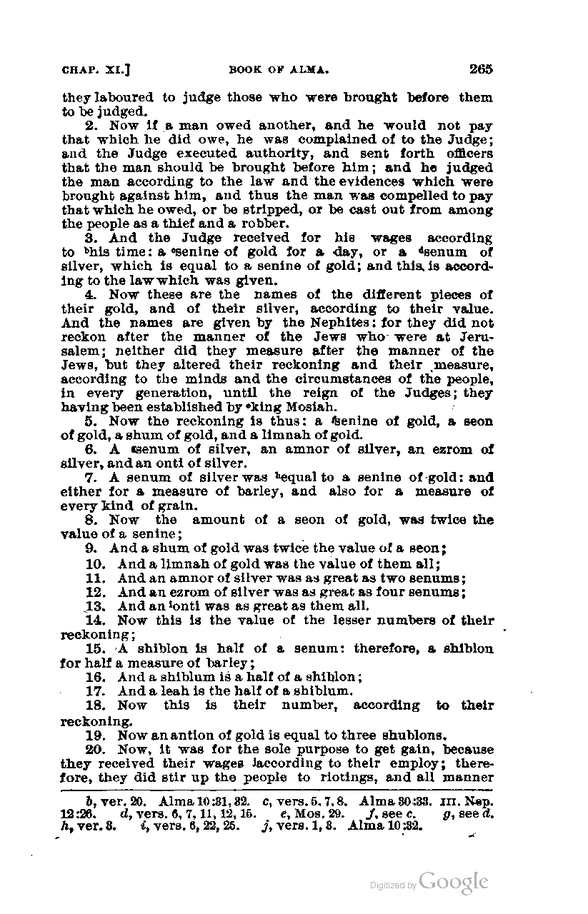 CHAP. XI.] BOOK OF ALMA. 265
they laboured to judge those who were brought before them
to be judged.
2. Now if a man owed another, and he would not pay
that which he did owe, he was complained of to the Judge;
and the Judge executed authority, and sent forth officers
that the man should be brought before him; and he judged
the man according to the law and the evidences which were
brought against him, and thus the man was compelled to pay
that which he owed, or be stripped, or be cast out from among
the people as a thief and a robber.
3. And the Judge received for his wages according
to ᵇhis time: a ᶜsenine of gold for a day, or a ᵈsenum of
silver, which is equal to a senine of gold; and this is accord-
ing to the law which was given.
4. Now these are the names of the different pieces of
their gold, and of their silver, according to their value.
And the names are given by the Nephites: for they did not
reckon after the manner of the Jews who were at Jeru-
salem; neither did they measure after the manner of the
Jews, but they altered their reckoning and their measure,
according to the minds and the circumstances of the people,
in every generation, until the reign of the Judges; they
having been established by ᵉking Mosiah.
5. Now the reckoning is thus: a ᶠsenine of gold, a seon
of gold, a shum of gold, and a limnah of gold.
6. A ᵍsenum of silver, an amnor of silver, an ezrom of
silver, and an onti of silver.
7. A senum of silver was ʰequal to a senine of gold: and
either for a measure of barley, and also for a measure of
every kind of grain.
8. Now the amount of a seon of gold, was twice the
value of a senine;
9. And a shum of gold was twice the value of a seon;
10. And a limnah of gold was the value of them all;
11. And an amnor of silver was as great as two senums;
12. And an ezrom of silver was as great as four senums;
13. And an ⁱonti was as great as them all.
14. Now this is the value of the lesser numbers of their
reckoning;
15. A shiblon is half of a senum: therefore, a shiblon
for half a measure of barley;
16. And a shiblum is a half of a shiblon;
17. And a leah is the half of a shiblum.
18. Now this is their number, according to their
reckoning.
19. Now an antion of gold is equal to three shublons.
20. Now, it was for the sole purpose to get gain, because
they received their wages ʲaccording to their employ; there-
fore, they did stir up the people to riotings, and all manner
b, ver. 20. Alma 10:31, 32. c, vers. 5, 7, 8. Alma 30:33. III. Nep.
12:26. d, vers. 6, 7, 11, 12, 15. e, Mos. 29. f, see c. g, see d.
h, ver. 3. i, vers. 6, 22, 25. j, vers. 1, 3. Alma 10:32.
Digitized by Google